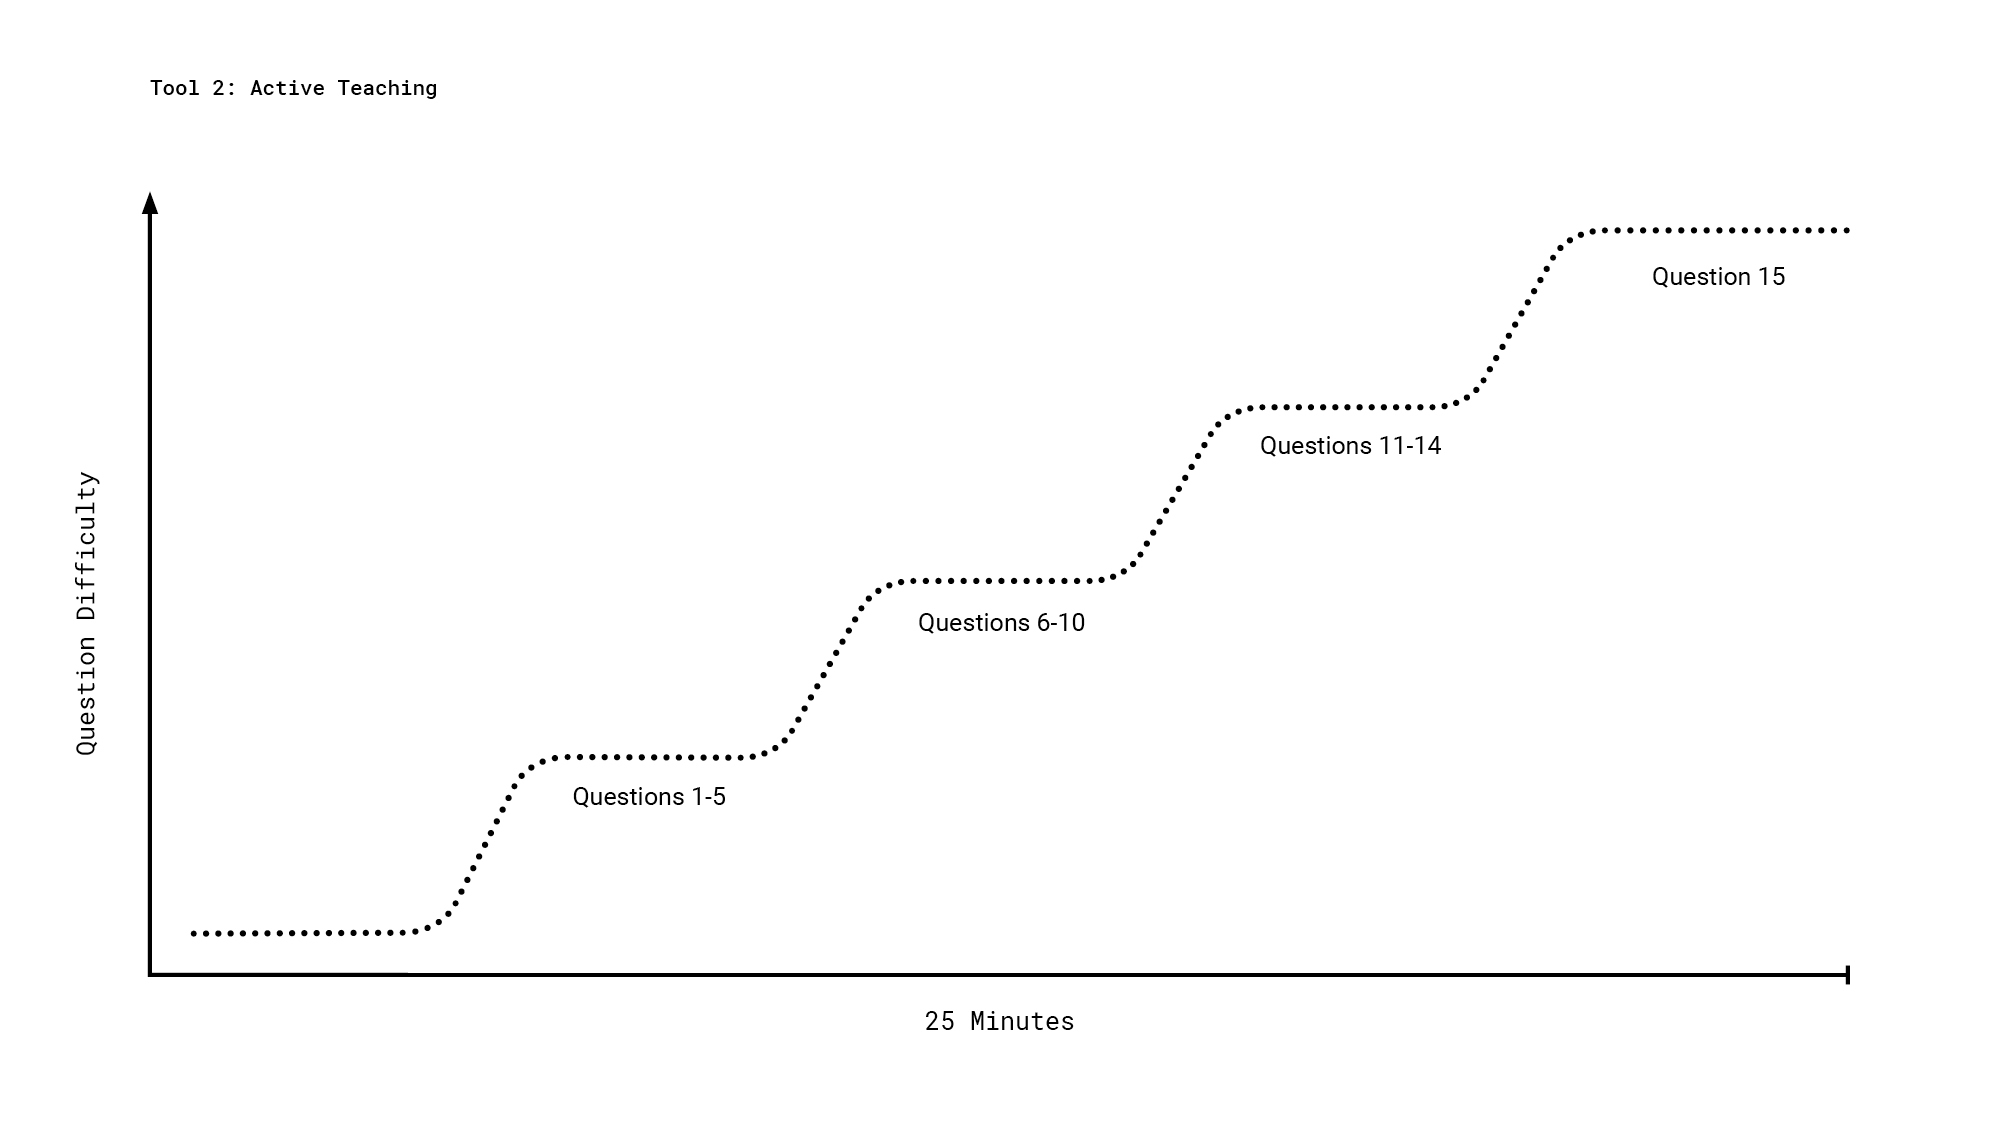 Tool 2: Active Teaching
Question Difficulty
Question 15
Questions 11-14
Questions 6-10
Questions 1-5
25 Minutes